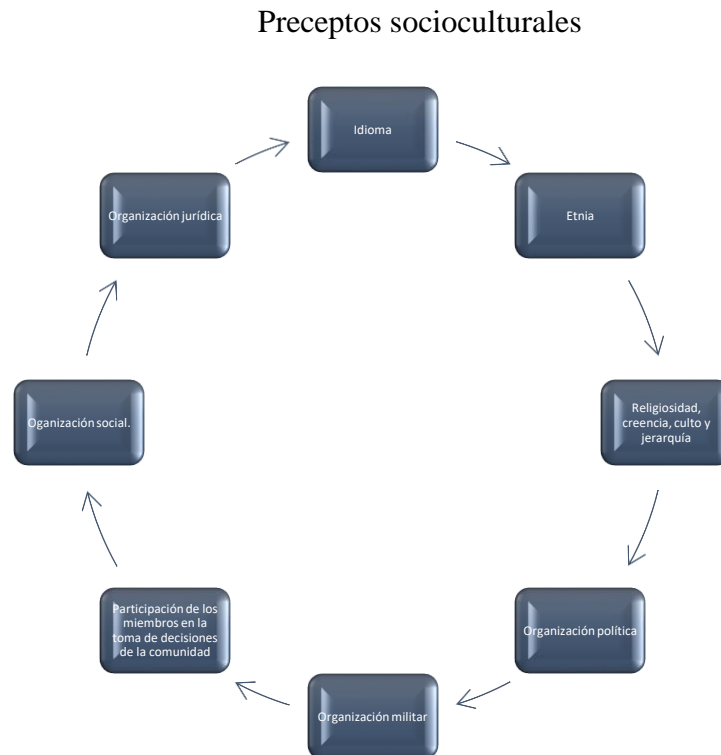 Preceptos socioculturales
Idioma
Etnia
Religiosidad,
creencia, culto y
jerarquía
Organización política
Organización militar
Participación de los
miembros en la
toma de decisiones
de la comunidad
Oganización social.
Organización jurídica